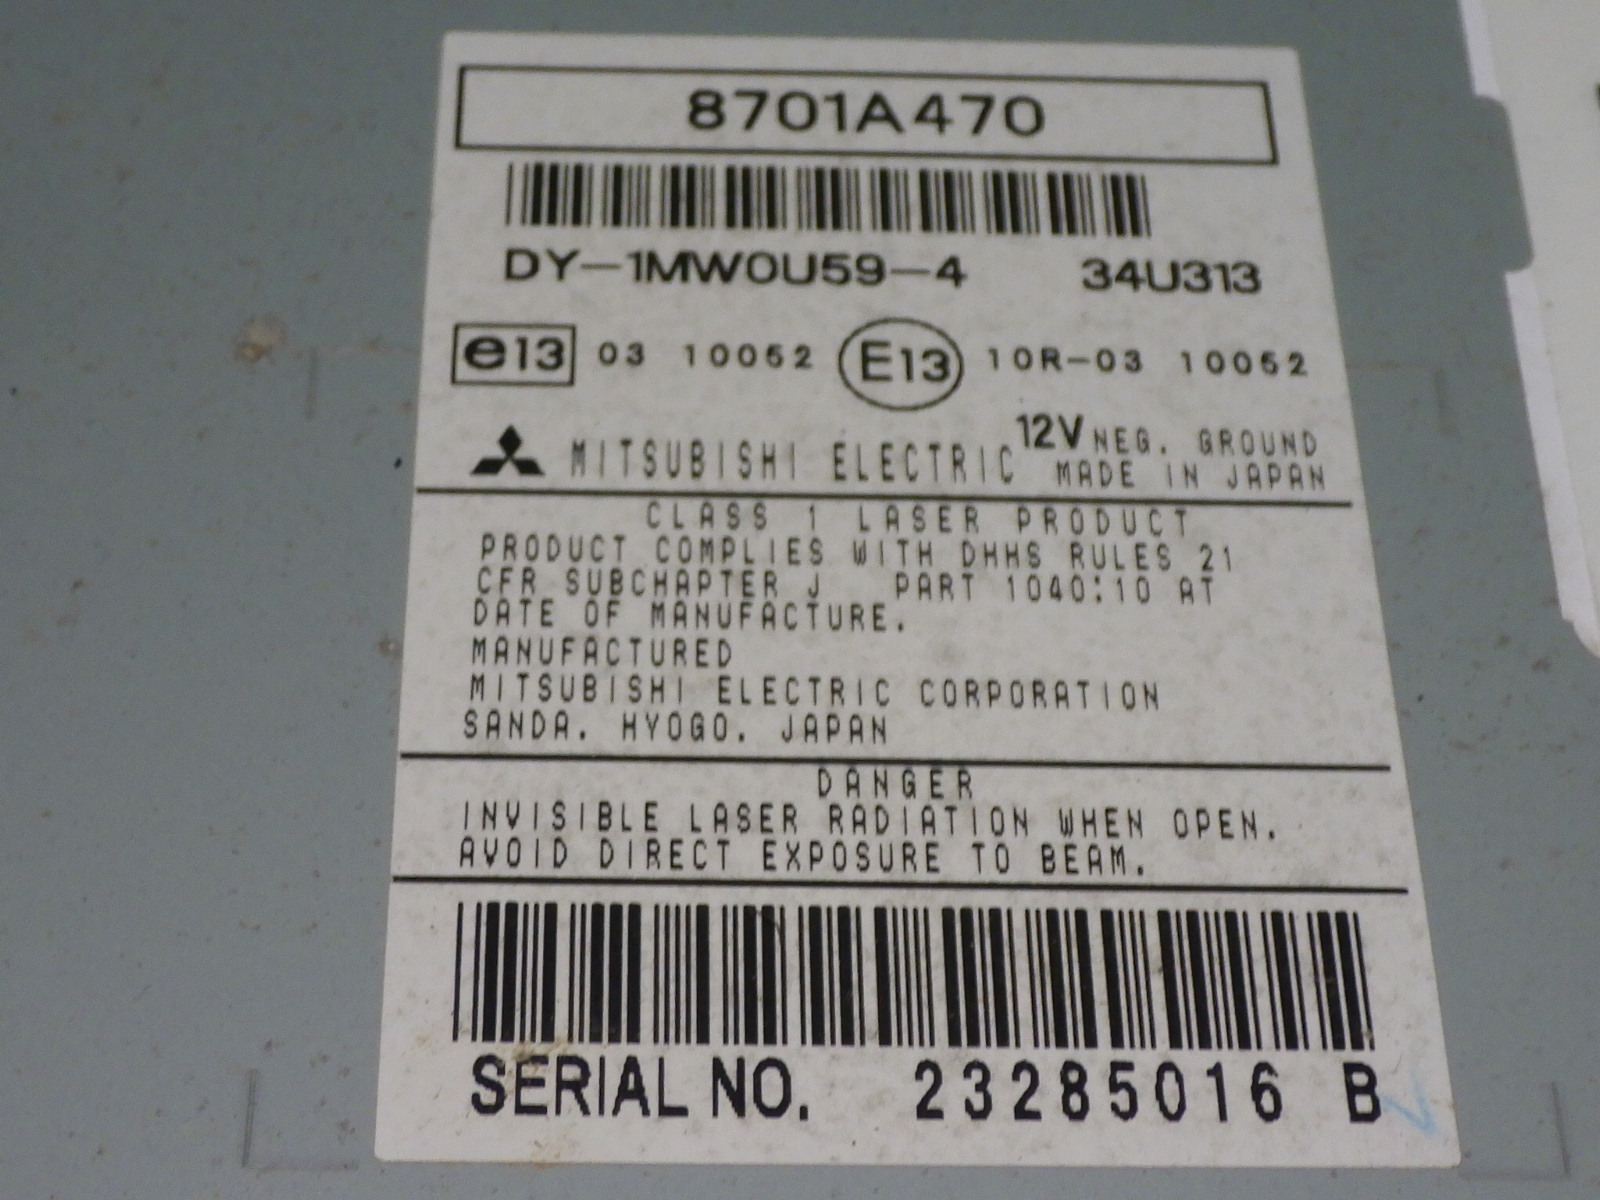 8701A470
DY-1MW0U59-4 34U313
e13 03 10052 E13 10R-03 10052
MITSUBISHI ELECTRIC 12V NEG. GROUND
MADE IN JAPAN
CLASS 1 LASER PRODUCT
PRODUCT COMPLIES WITH DHHS RULES 21
CFR SUBCHAPTER J PART 1040:10 AT
DATE OF MANUFACTURE.
MANUFACTURED
MITSUBISHI ELECTRIC CORPORATION
SANDA. HYOGO. JAPAN
DANGER
INVISIBLE LASER RADIATION WHEN OPEN.
AVOID DIRECT EXPOSURE TO BEAM.
SERIAL NO. 23285016 B